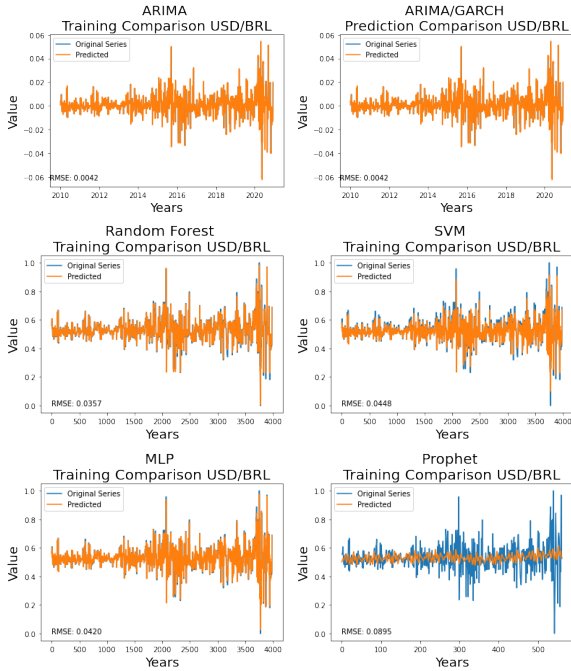 ARIMA
Training Comparison USD/BRL
Original Series
Predicted
Value
0.06
0.04
0.02
0.00
−0.02
−0.04
−0.06
RMSE: 0.0042
2010 2012 2014 2016 2018 2020
Years
ARIMA/GARCH
Prediction Comparison USD/BRL
Original Series
Predicted
Value
0.06
0.04
0.02
0.00
−0.02
−0.04
−0.06
RMSE: 0.0042
2010 2012 2014 2016 2018 2020
Years
Random Forest
Training Comparison USD/BRL
Original Series
Predicted
Value
1.0
0.8
0.6
0.4
0.2
0.0
RMSE: 0.0357
0 500 1000 1500 2000 2500 3000 3500 4000
Years
SVM
Training Comparison USD/BRL
Original Series
Predicted
Value
1.0
0.8
0.6
0.4
0.2
0.0
RMSE: 0.0448
0 500 1000 1500 2000 2500 3000 3500 4000
Years
MLP
Training Comparison USD/BRL
Original Series
Predicted
Value
1.0
0.8
0.6
0.4
0.2
0.0
RMSE: 0.0420
0 500 1000 1500 2000 2500 3000 3500 4000
Years
Prophet
Training Comparison USD/BRL
Original Series
Predicted
Value
1.0
0.8
0.6
0.4
0.2
0.0
RMSE: 0.0895
0 100 200 300 400 500
Years